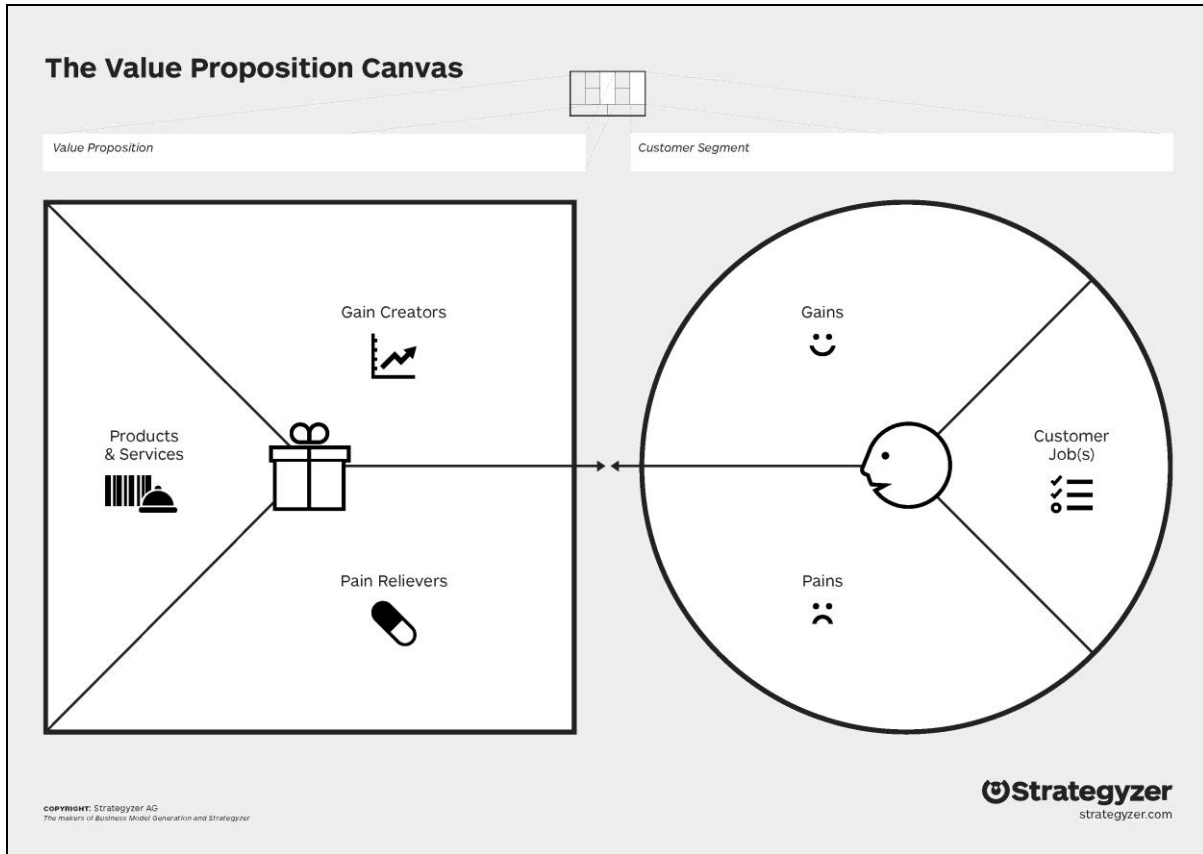 The Value Proposition Canvas
Value Proposition
Customer Segment
Gain Creators
Gains
Products
& Services
Customer
Job(s)
Pain Relievers
Pains
Strategyzer
strategyzer.com
COPYRIGHT: Strategyzer AG
The makers of Business Model Generation and Strategyzer